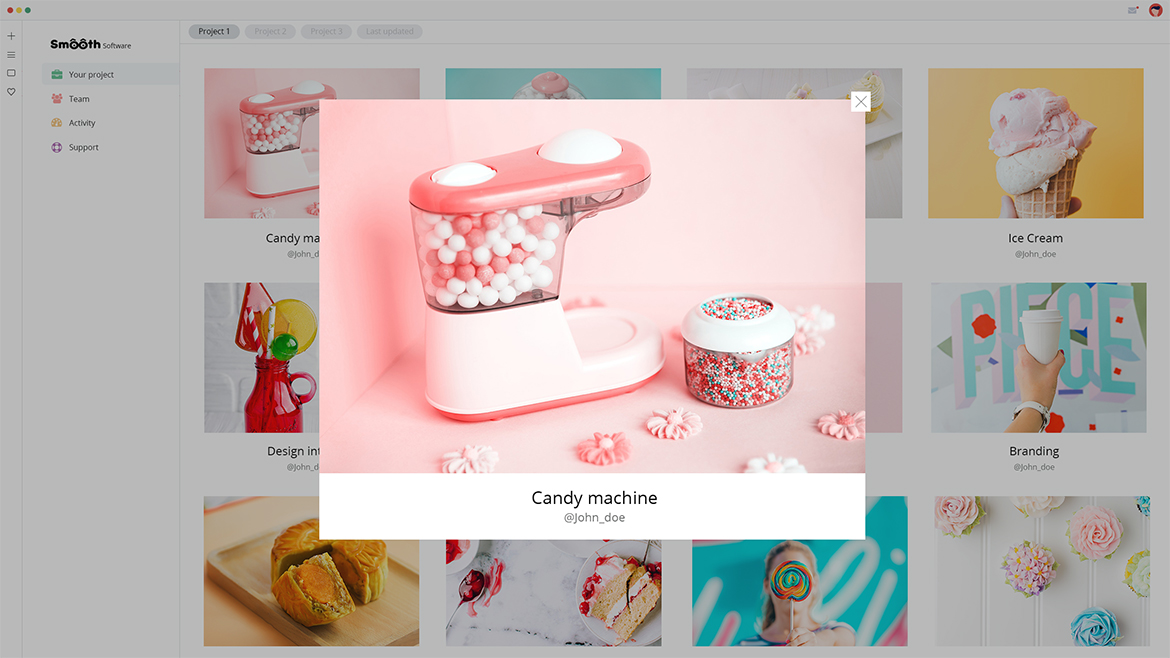 Project 1
Project 2
Project 3
Last updated
Smooth Software
Your project
Team
Activity
Support
Candy ma
@John_d
Ice Cream
@John_doe
PIECE
Design int
@John_d
Branding
@John_doe
Candy machine
@John_doe